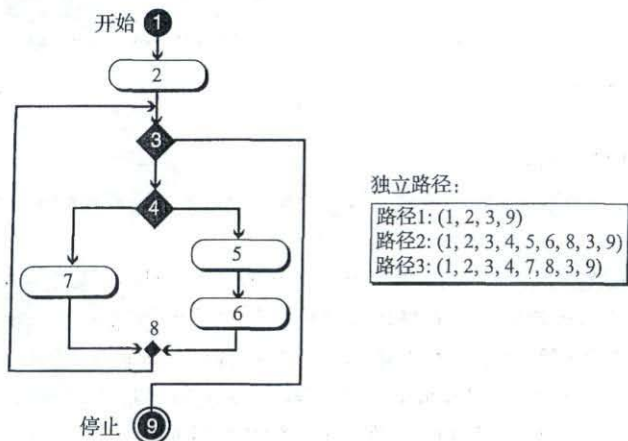 开始 1
2
3
4
5
7
6
8
停止 9
独立路径：
路径1: (1, 2, 3, 9)
路径2: (1, 2, 3, 4, 5, 6, 8, 3, 9)
路径3: (1, 2, 3, 4, 7, 8, 3, 9)